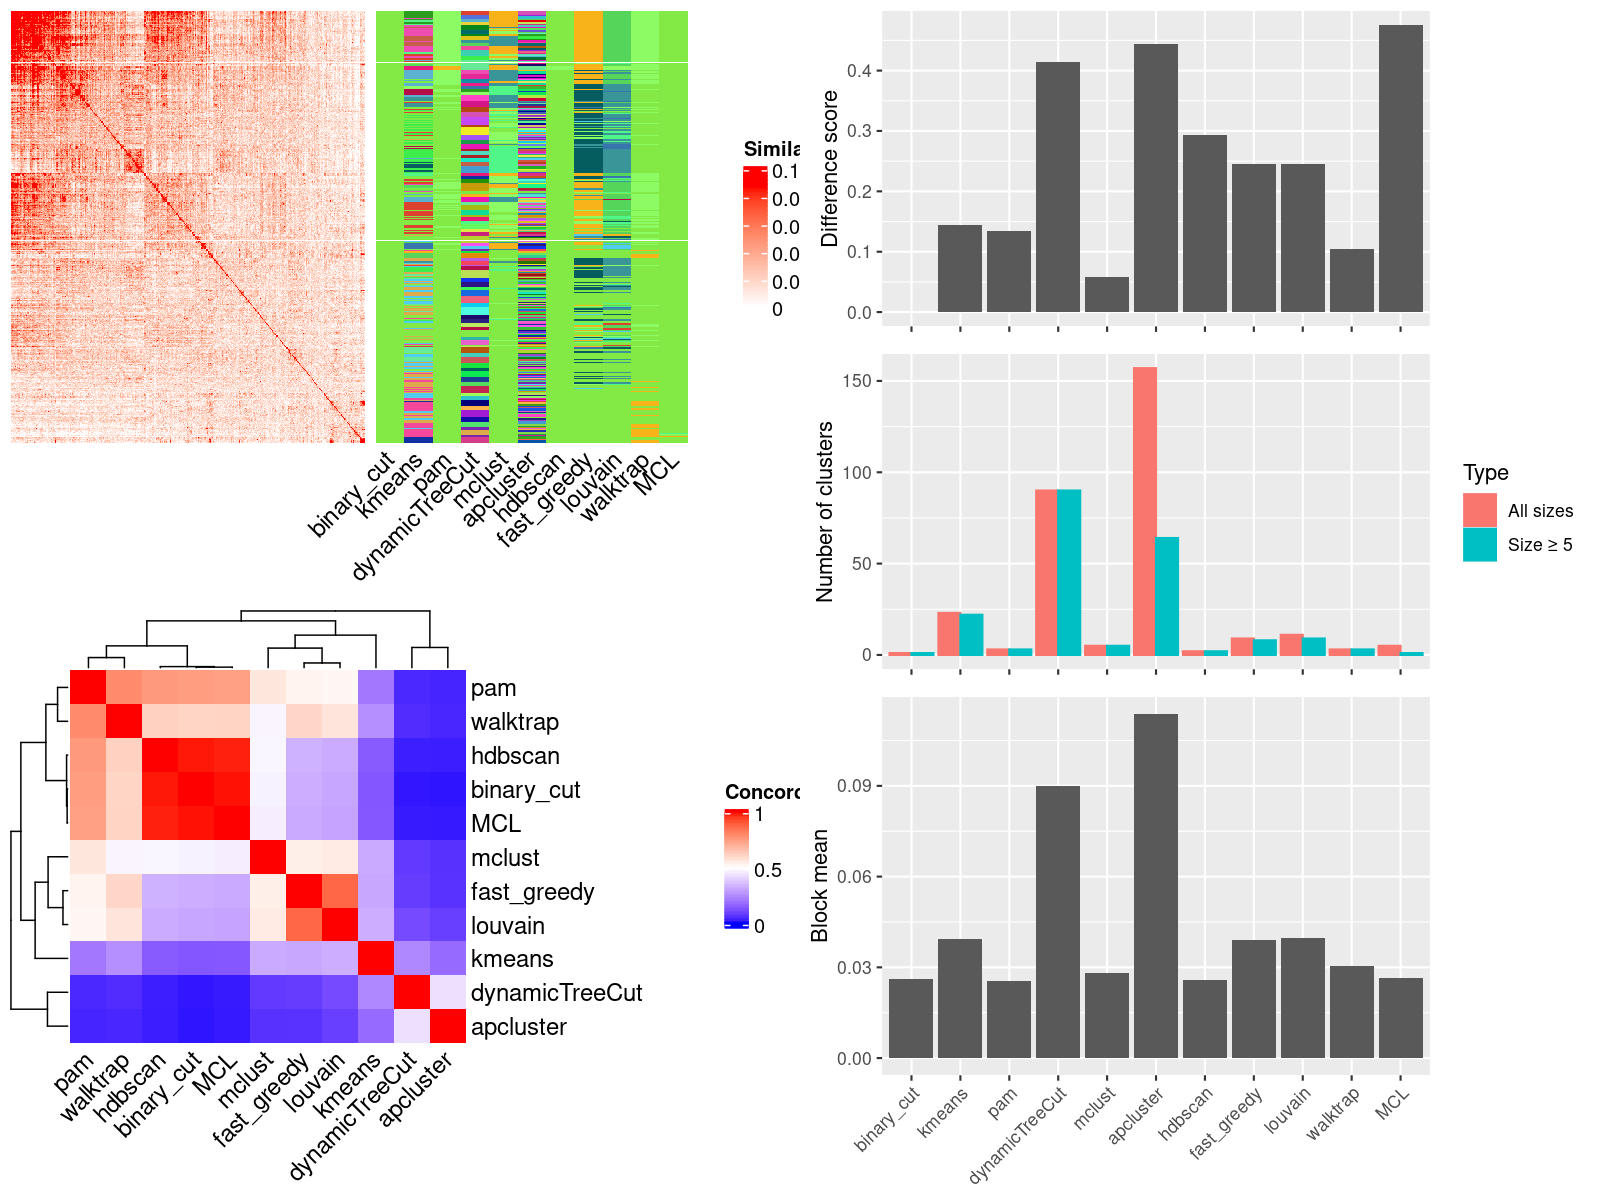 Simila
0.1
0.0
0.0
0.0
0.0
0
binary_cut
kmeans
pam
dynamicTreeCut
mclust
apcluster
hdbscan
fast_greedy
louvain
walktrap
MCL
pam
walktrap
hdbscan
binary_cut
MCL
mclust
fast_greedy
louvain
kmeans
dynamicTreeCut
apcluster
pam
walktrap
hdbscan
binary_cut
MCL
mclust
fast_greedy
louvain
kmeans
dynamicTreeCut
apcluster
Conco
1
0.5
0
Difference score
0.4
0.3
0.2
0.1
0.0
Number of clusters
150
100
50
0
Type
All sizes
Size ≥ 5
Block mean
0.09
0.06
0.03
0.00
binary_cut
kmeans
pam
dynamicTreeCut
mclust
apcluster
hdbscan
fast_greedy
louvain
walktrap
MCL